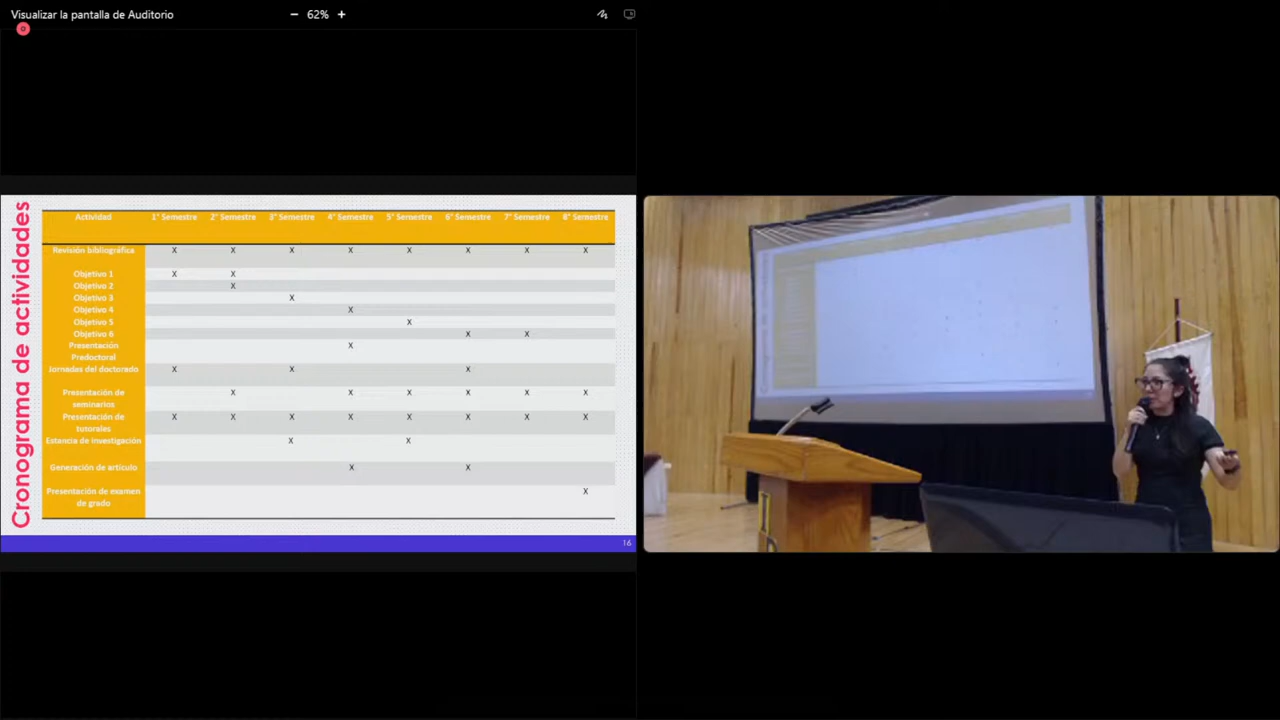 Visualizar la pantalla de Auditorio
− 62% +
Cronograma de actividades
Actividad 1° Semestre 2° Semestre 3° Semestre 4° Semestre 5° Semestre 6° Semestre 7° Semestre 8° Semestre
Revisión bibliográfica X X X X X X X X
Objetivo 1 X X
Objetivo 2 X
Objetivo 3 X
Objetivo 4 X
Objetivo 5 X
Objetivo 6 X X
Presentación X
Predoctoral
Jornadas del doctorado X X X
Presentación de X X X X X X
seminarios
Presentación de X X X X X X X X
tutorales
Estancia de investigación X X
Generación de artículo X X
Presentación de examen X
de grado
16